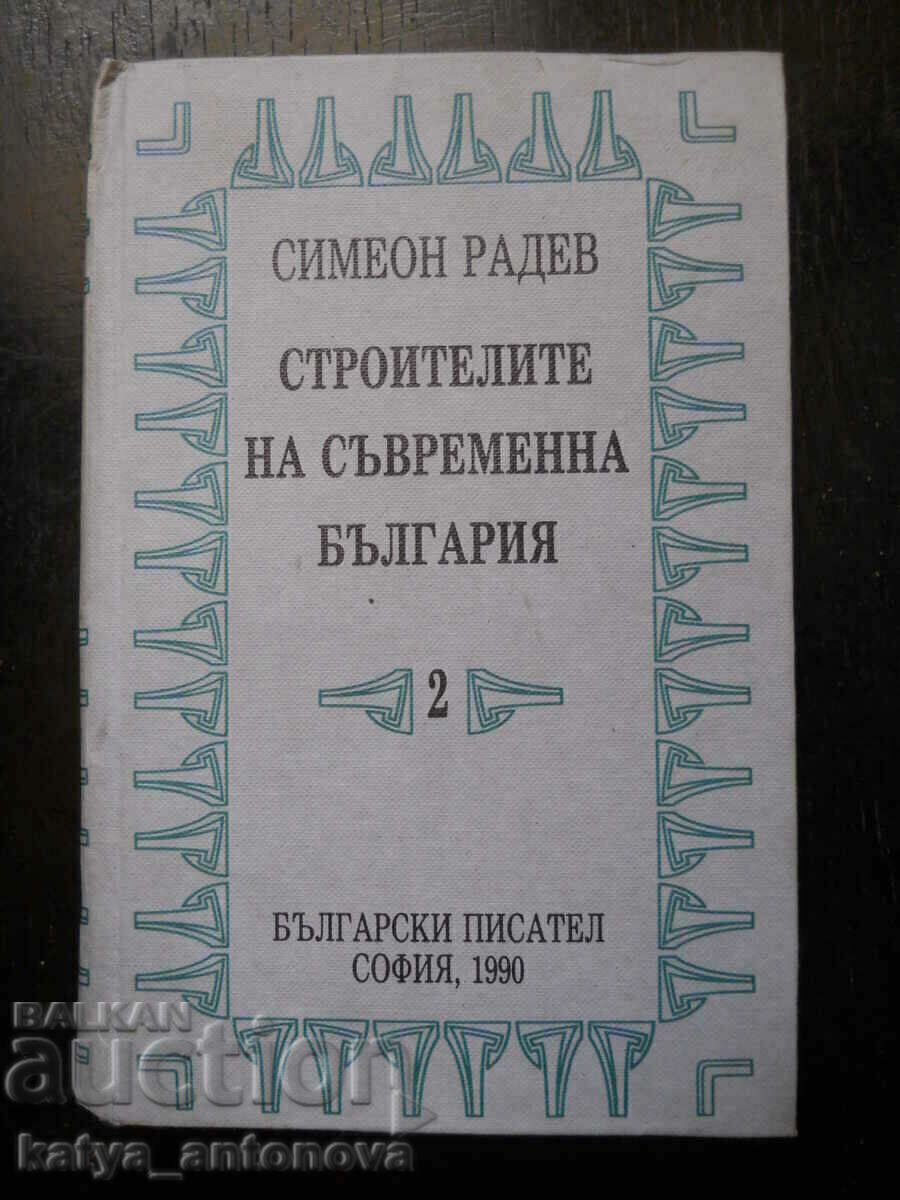 СИМЕОН РАДЕВ
СТРОИТЕЛИТЕ
НА СЪВРЕМЕННА
БЪЛГАРИЯ
2
БЪЛГАРСКИ ПИСАТЕЛ
СОФИЯ, 1990
BALKAN
auction
katya_antonova